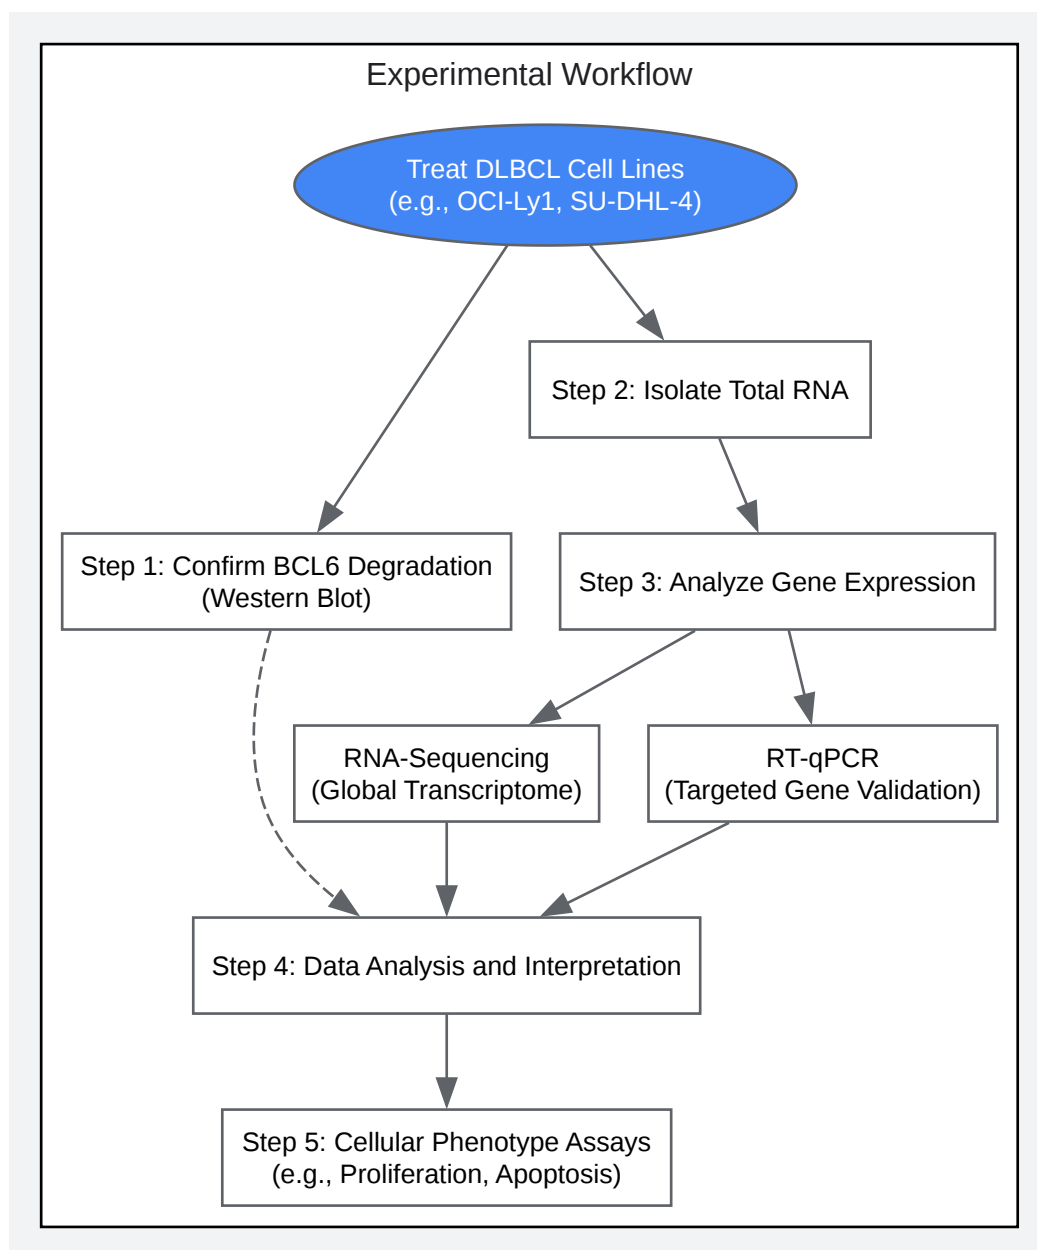 Experimental Workflow
Treat DLBCL Cell Lines
(e.g., OCI-Ly1, SU-DHL-4)
Step 2: Isolate Total RNA
Step 1: Confirm BCL6 Degradation
(Western Blot)
Step 3: Analyze Gene Expression
RNA-Sequencing
(Global Transcriptome)
RT-qPCR
(Targeted Gene Validation)
Step 4: Data Analysis and Interpretation
Step 5: Cellular Phenotype Assays
(e.g., Proliferation, Apoptosis)